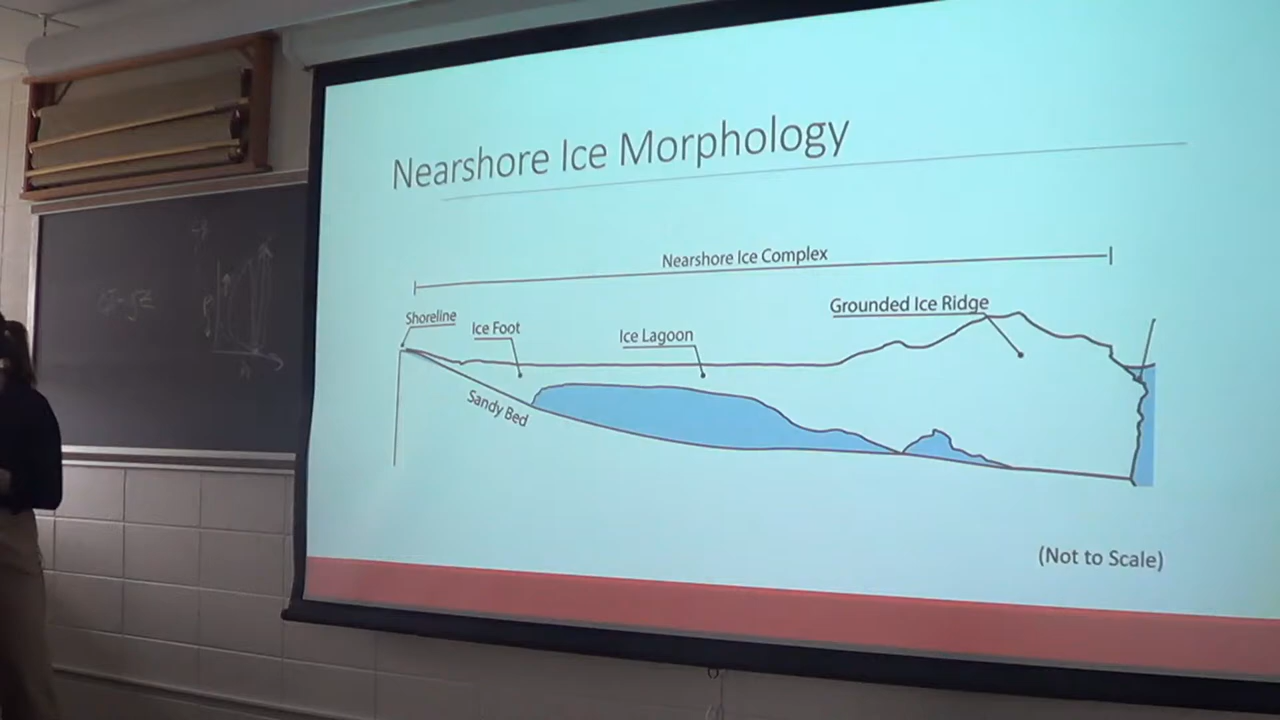 Nearshore Ice Morphology
Nearshore Ice Complex
Shoreline
Ice Foot
Ice Lagoon
Grounded Ice Ridge
Sandy Bed
(Not to Scale)